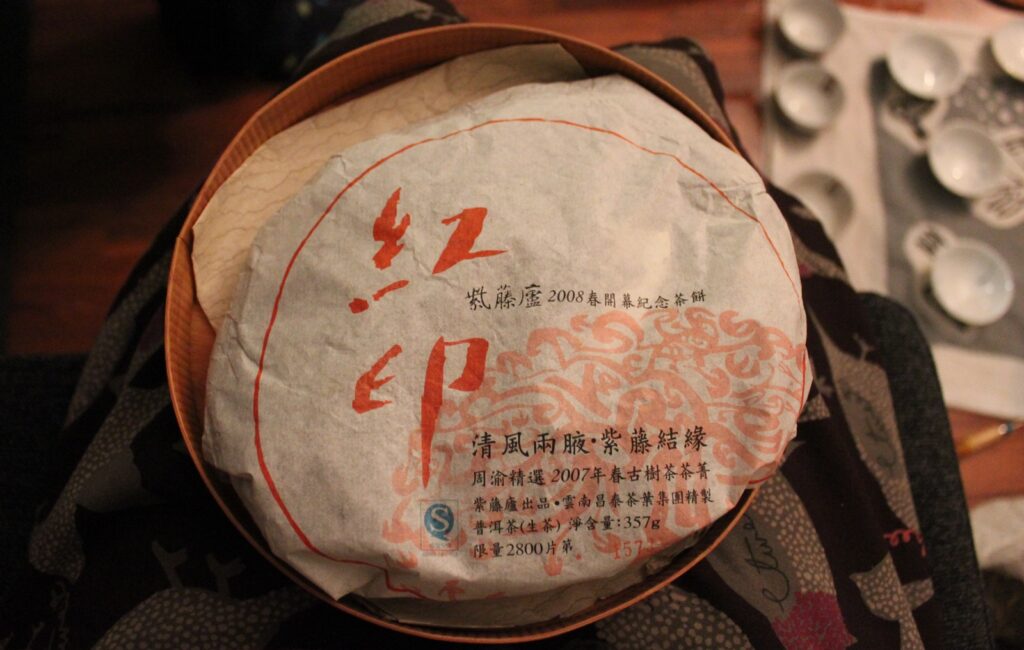 紅印
紫藤廬 2008春開幕紀念茶餅
清風兩腋·紫藤結緣
周渝精選 2007年春古樹茶茶菁
紫藤廬出品·雲南昌泰茶葉集團精製
普洱茶(生茶) 淨含量:357g
限量2800片第